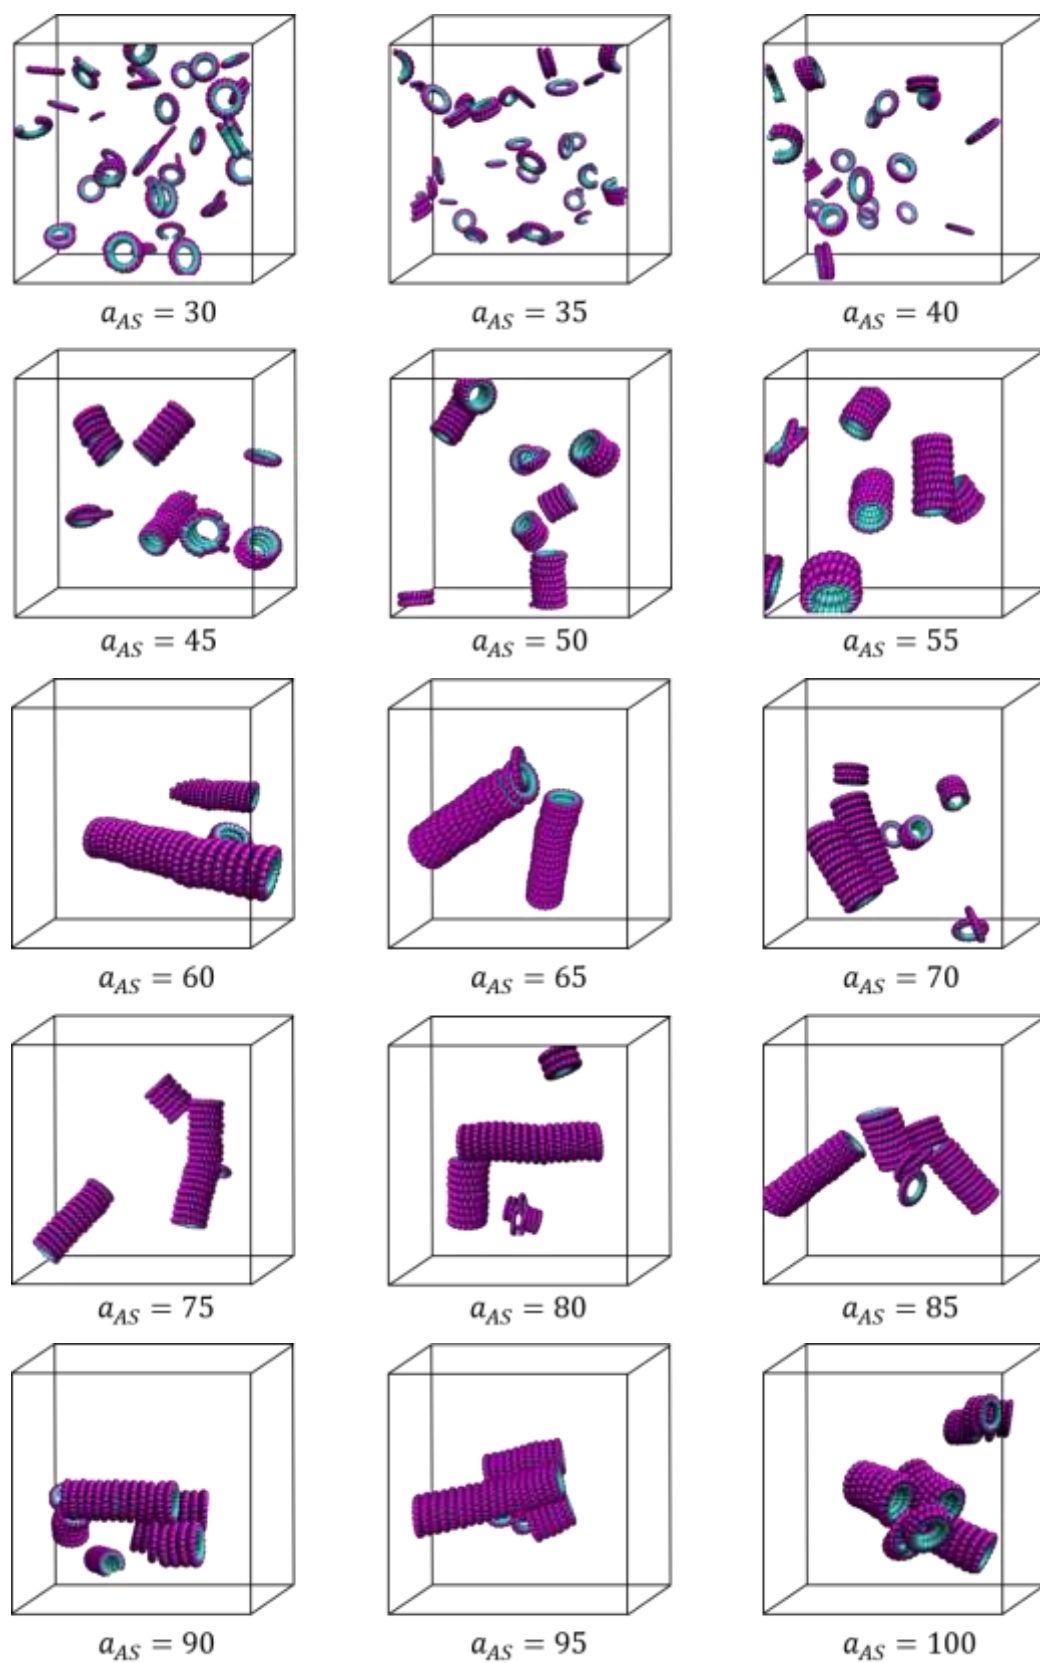 a_AS = 30 a_AS = 35 a_AS = 40
a_AS = 45 a_AS = 50 a_AS = 55
a_AS = 60 a_AS = 65 a_AS = 70
a_AS = 75 a_AS = 80 a_AS = 85
a_AS = 90 a_AS = 95 a_AS = 100